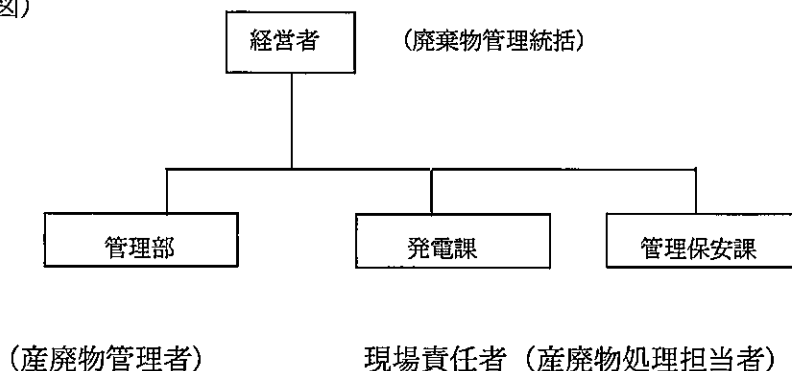 図)
経営者 (廃棄物管理統括)
管理部 発電課 管理保安課
(産廃物管理者) 現場責任者 (産廃物処理担当者)